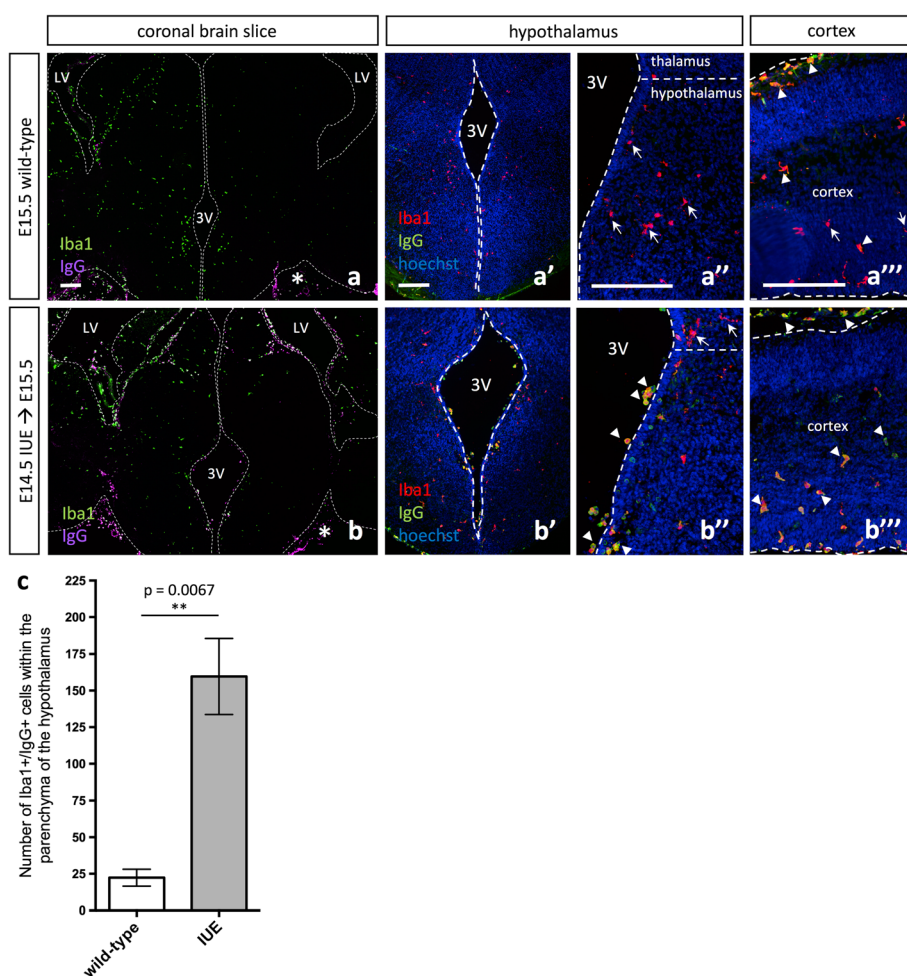 coronal brain slice
hypothalamus
cortex
E15.5 wild-type
LV
LV
3V
Iba1
IgG
*
a
3V
Iba1
IgG
hoechst
a’
3V
thalamus
hypothalamus
a’’
cortex
a’’’
E14.5 IUE → E15.5
LV
LV
3V
Iba1
IgG
*
b
3V
Iba1
IgG
hoechst
b’
3V
b’’
cortex
b’’’
c
p = 0.0067
**
Number of Iba1+/IgG+ cells within the
parenchyma of the hypothalamus
225
200
175
150
125
100
75
50
25
0
wild-type
IUE